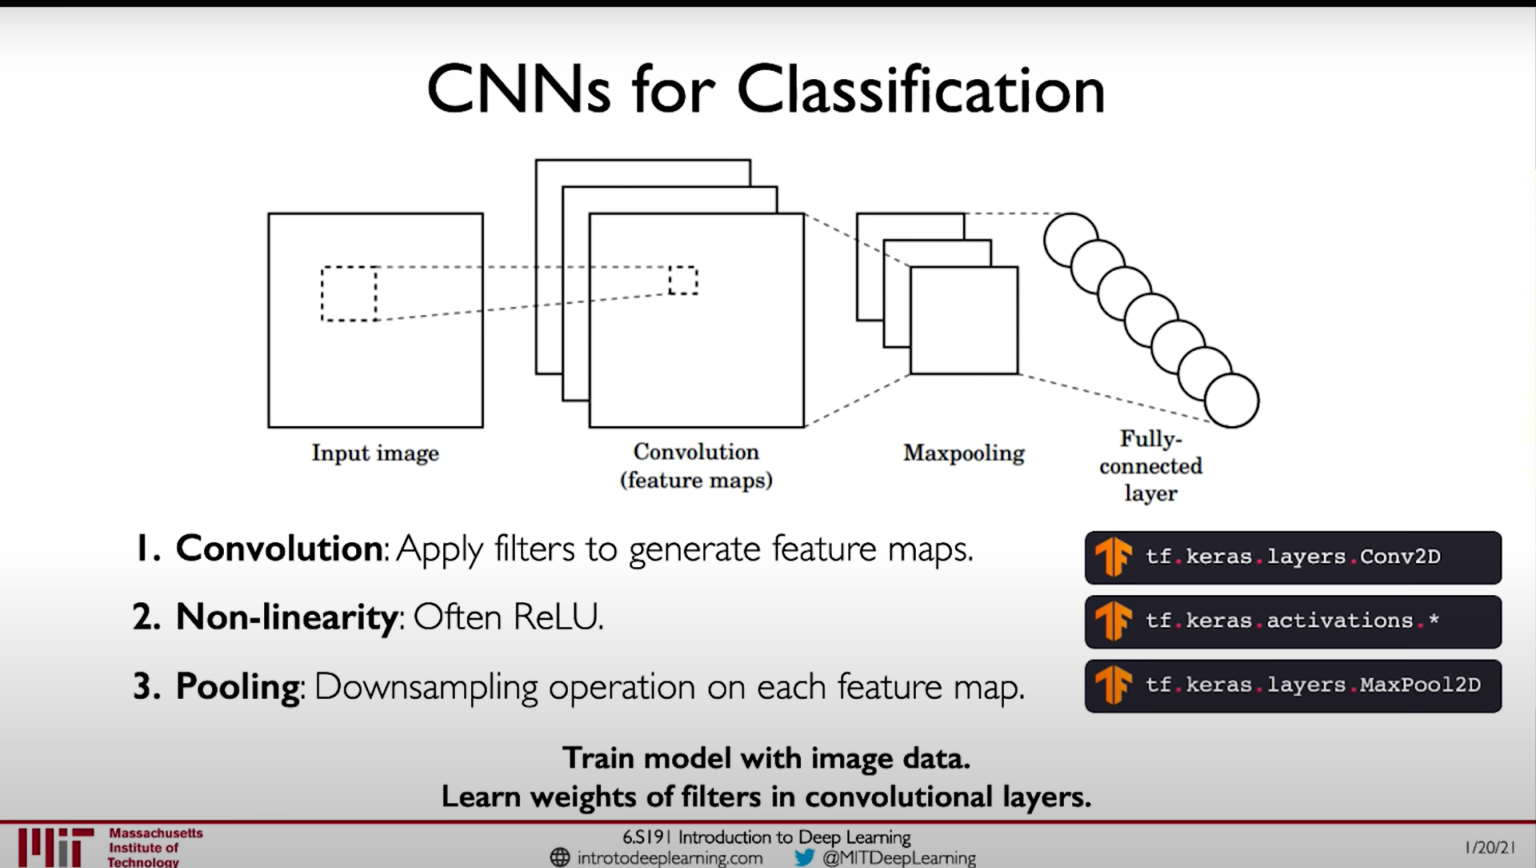 CNNs for Classification
Input image
Convolution
(feature maps)
Maxpooling
Fully-
connected
layer
1. Convolution: Apply filters to generate feature maps.
tf.keras.layers.Conv2D
2. Non-linearity: Often ReLU.
tf.keras.activations.*
3. Pooling: Downsampling operation on each feature map.
tf.keras.layers.MaxPool2D
Train model with image data.
Learn weights of filters in convolutional layers.
Massachusetts
Institute of
Technology
6.S191 Introduction to Deep Learning
introtodeeplearning.com @MITDeepLearning
1/20/21